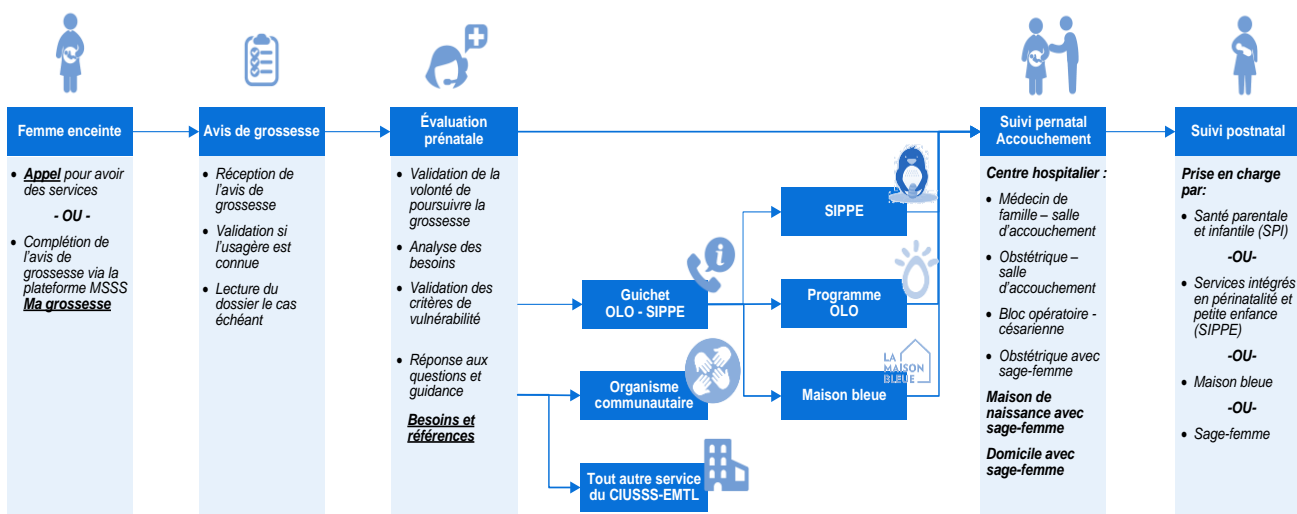 Femme enceinte
• Appel pour avoir
des services
- OU -
• Complétion de
l'avis de
grossesse via la
plateforme MSSS
Ma grossesse
Avis de grossesse
• Réception de
l'avis de
grossesse
• Validation si
l'usagère est
connue
• Lecture du
dossier le cas
échéant
Évaluation
prénatale
• Validation de la
volonté de
poursuivre la
grossesse
• Analyse des
besoins
• Validation des
critères de
vulnérabilité
• Réponse aux
questions et
guidance
Besoins et
références
Guichet
OLO - SIPPE
Organisme
communautaire
Tout autre service
du CIUSSS-EMTL
SIPPE
Programme
OLO
LA
MAISON
BLEUE
Maison bleue
Suivi pernatal
Accouchement
Centre hospitalier :
• Médecin de
famille – salle
d'accouchement
• Obstétrique –
salle
d'accouchement
• Bloc opératoire -
césarienne
• Obstétrique avec
sage-femme
Maison de
naissance avec
sage-femme
Domicile avec
sage-femme
Suivi postnatal
Prise en charge
par:
• Santé parentale
et infantile (SPI)
-OU-
• Services intégrés
en périnatalité et
petite enfance
(SIPPE)
-OU-
• Maison bleue
-OU-
• Sage-femme